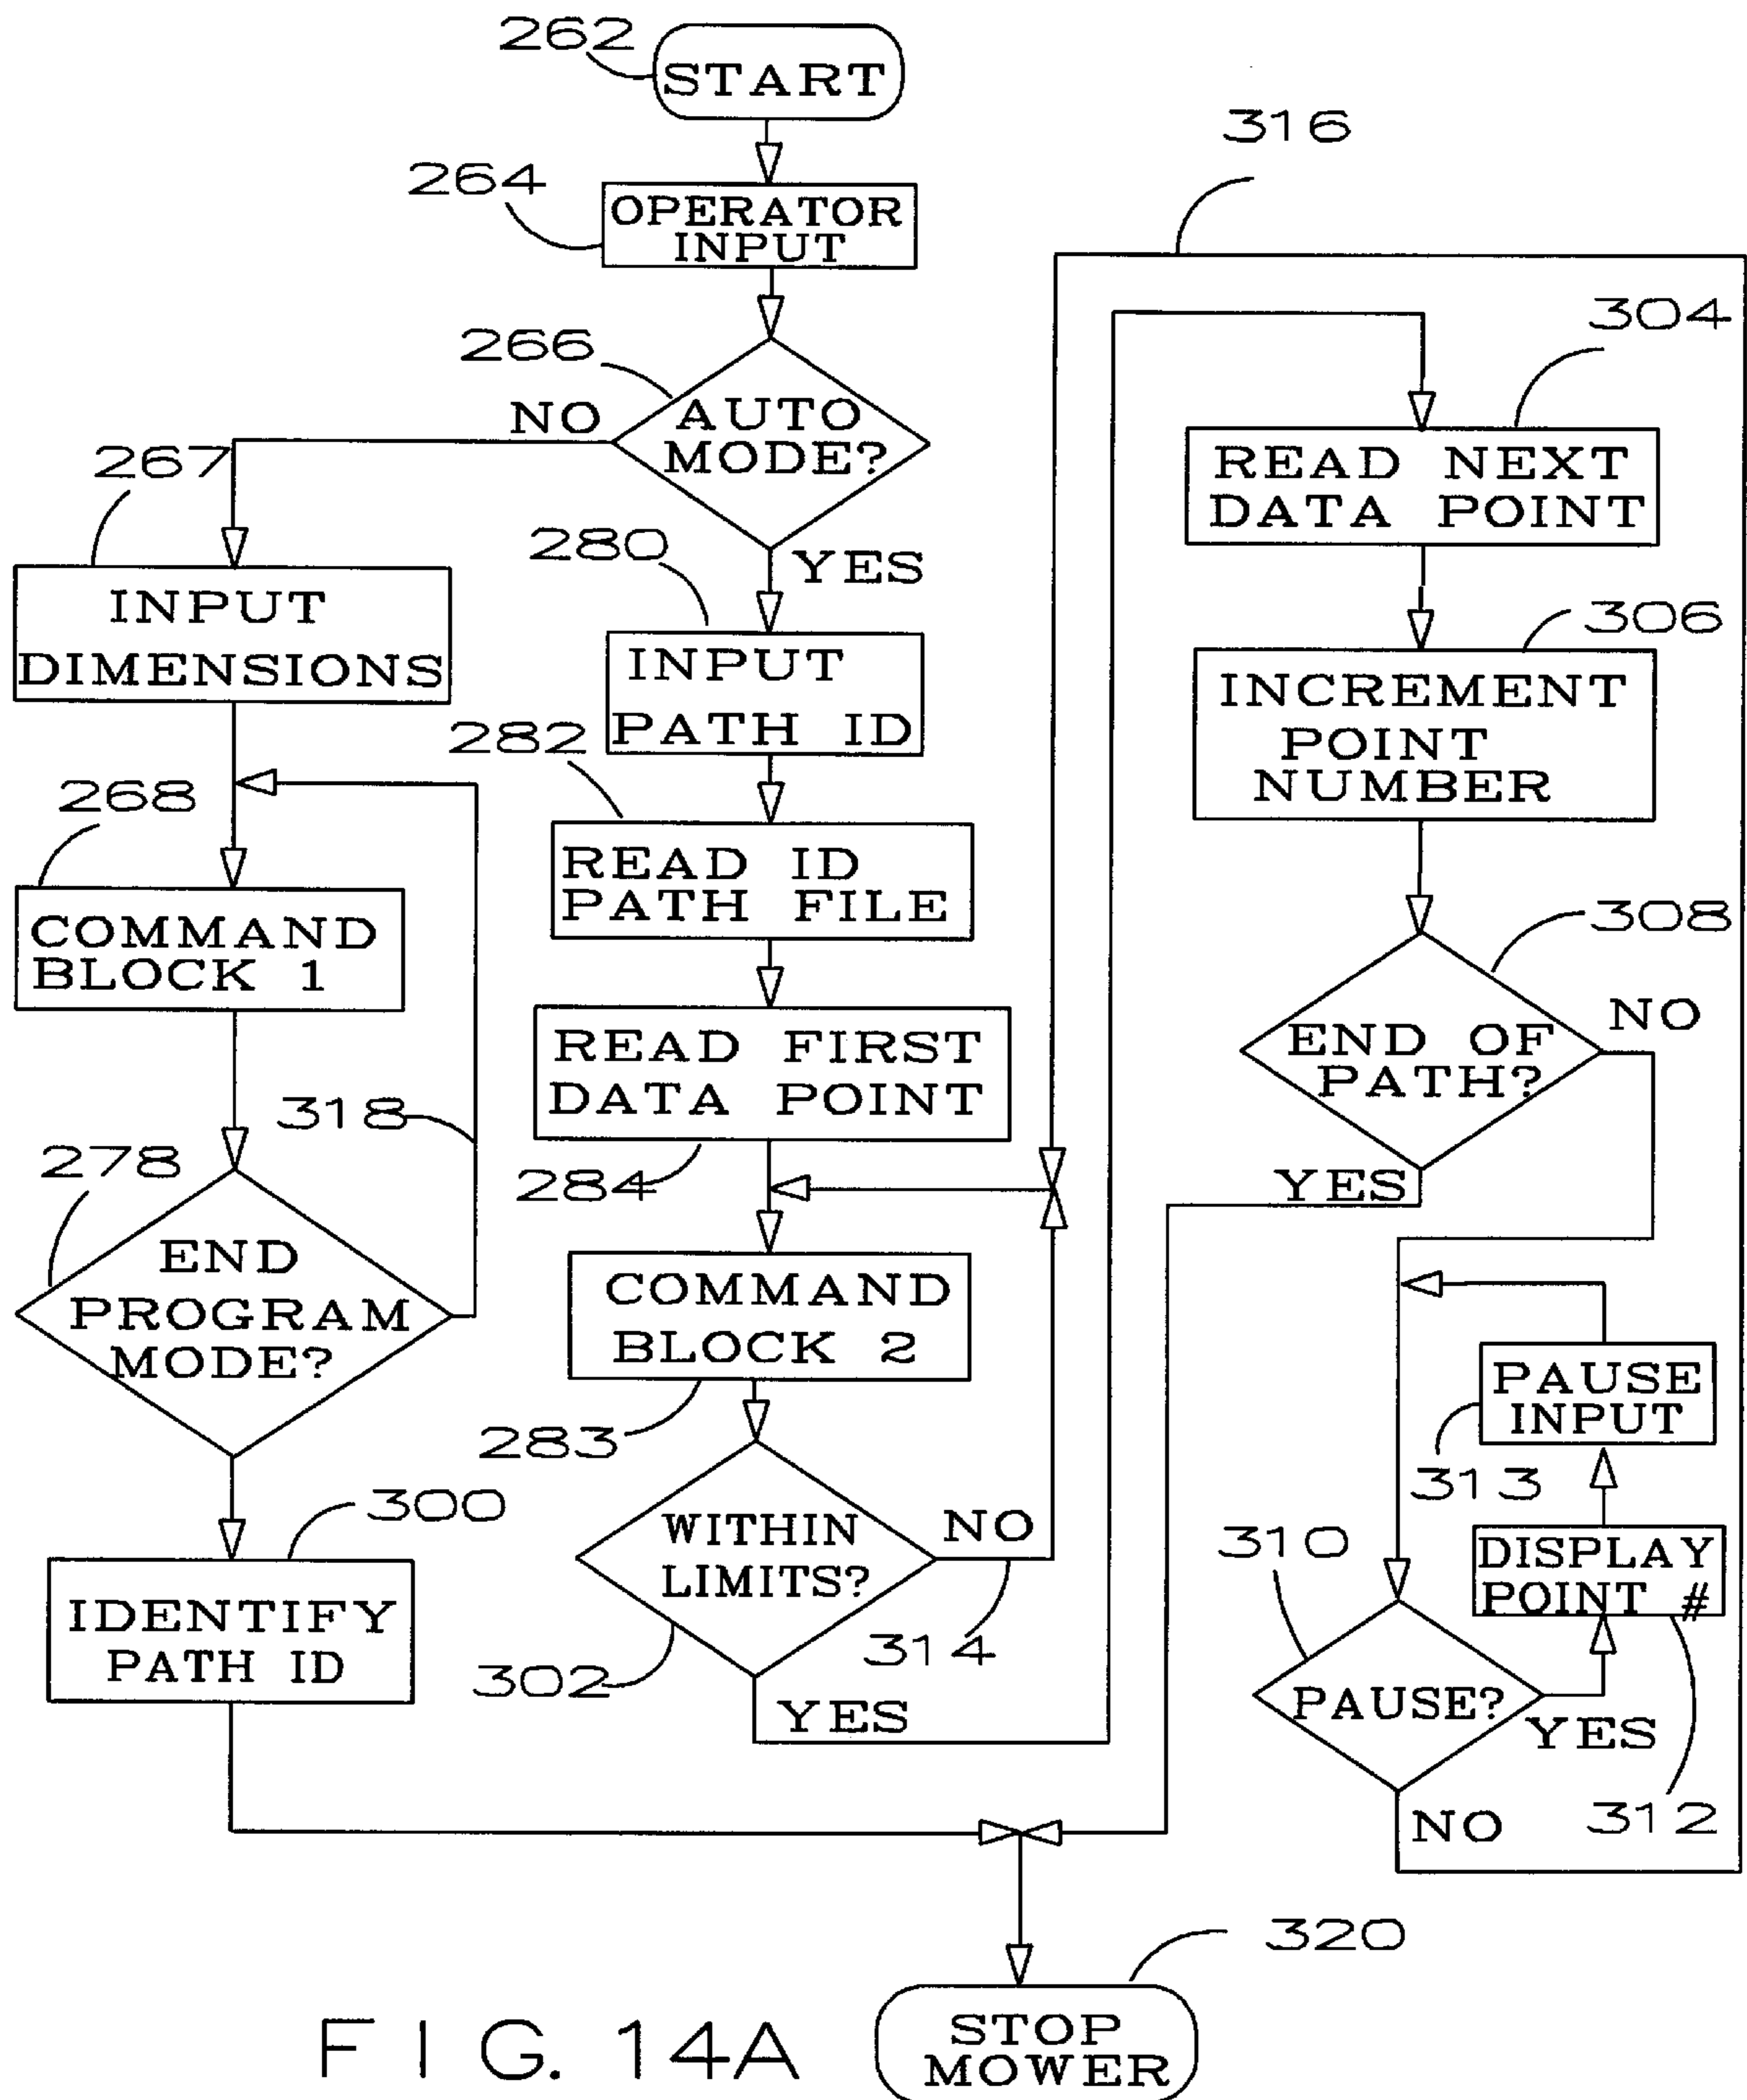 262
START
264
OPERATOR
INPUT
266
AUTO
MODE?
NO
YES
267
INPUT
DIMENSIONS
268
COMMAND
BLOCK 1
318
278
END
PROGRAM
MODE?
300
IDENTIFY
PATH ID
280
INPUT
PATH ID
282
READ ID
PATH FILE
READ FIRST
DATA POINT
284
COMMAND
BLOCK 2
283
WITHIN
LIMITS?
NO
314
302
YES
316
304
READ NEXT
DATA POINT
306
INCREMENT
POINT
NUMBER
308
END OF
PATH?
NO
YES
PAUSE
INPUT
313
DISPLAY
POINT #
310
PAUSE?
YES
312
NO
320
STOP
MOWER
FIG. 14A